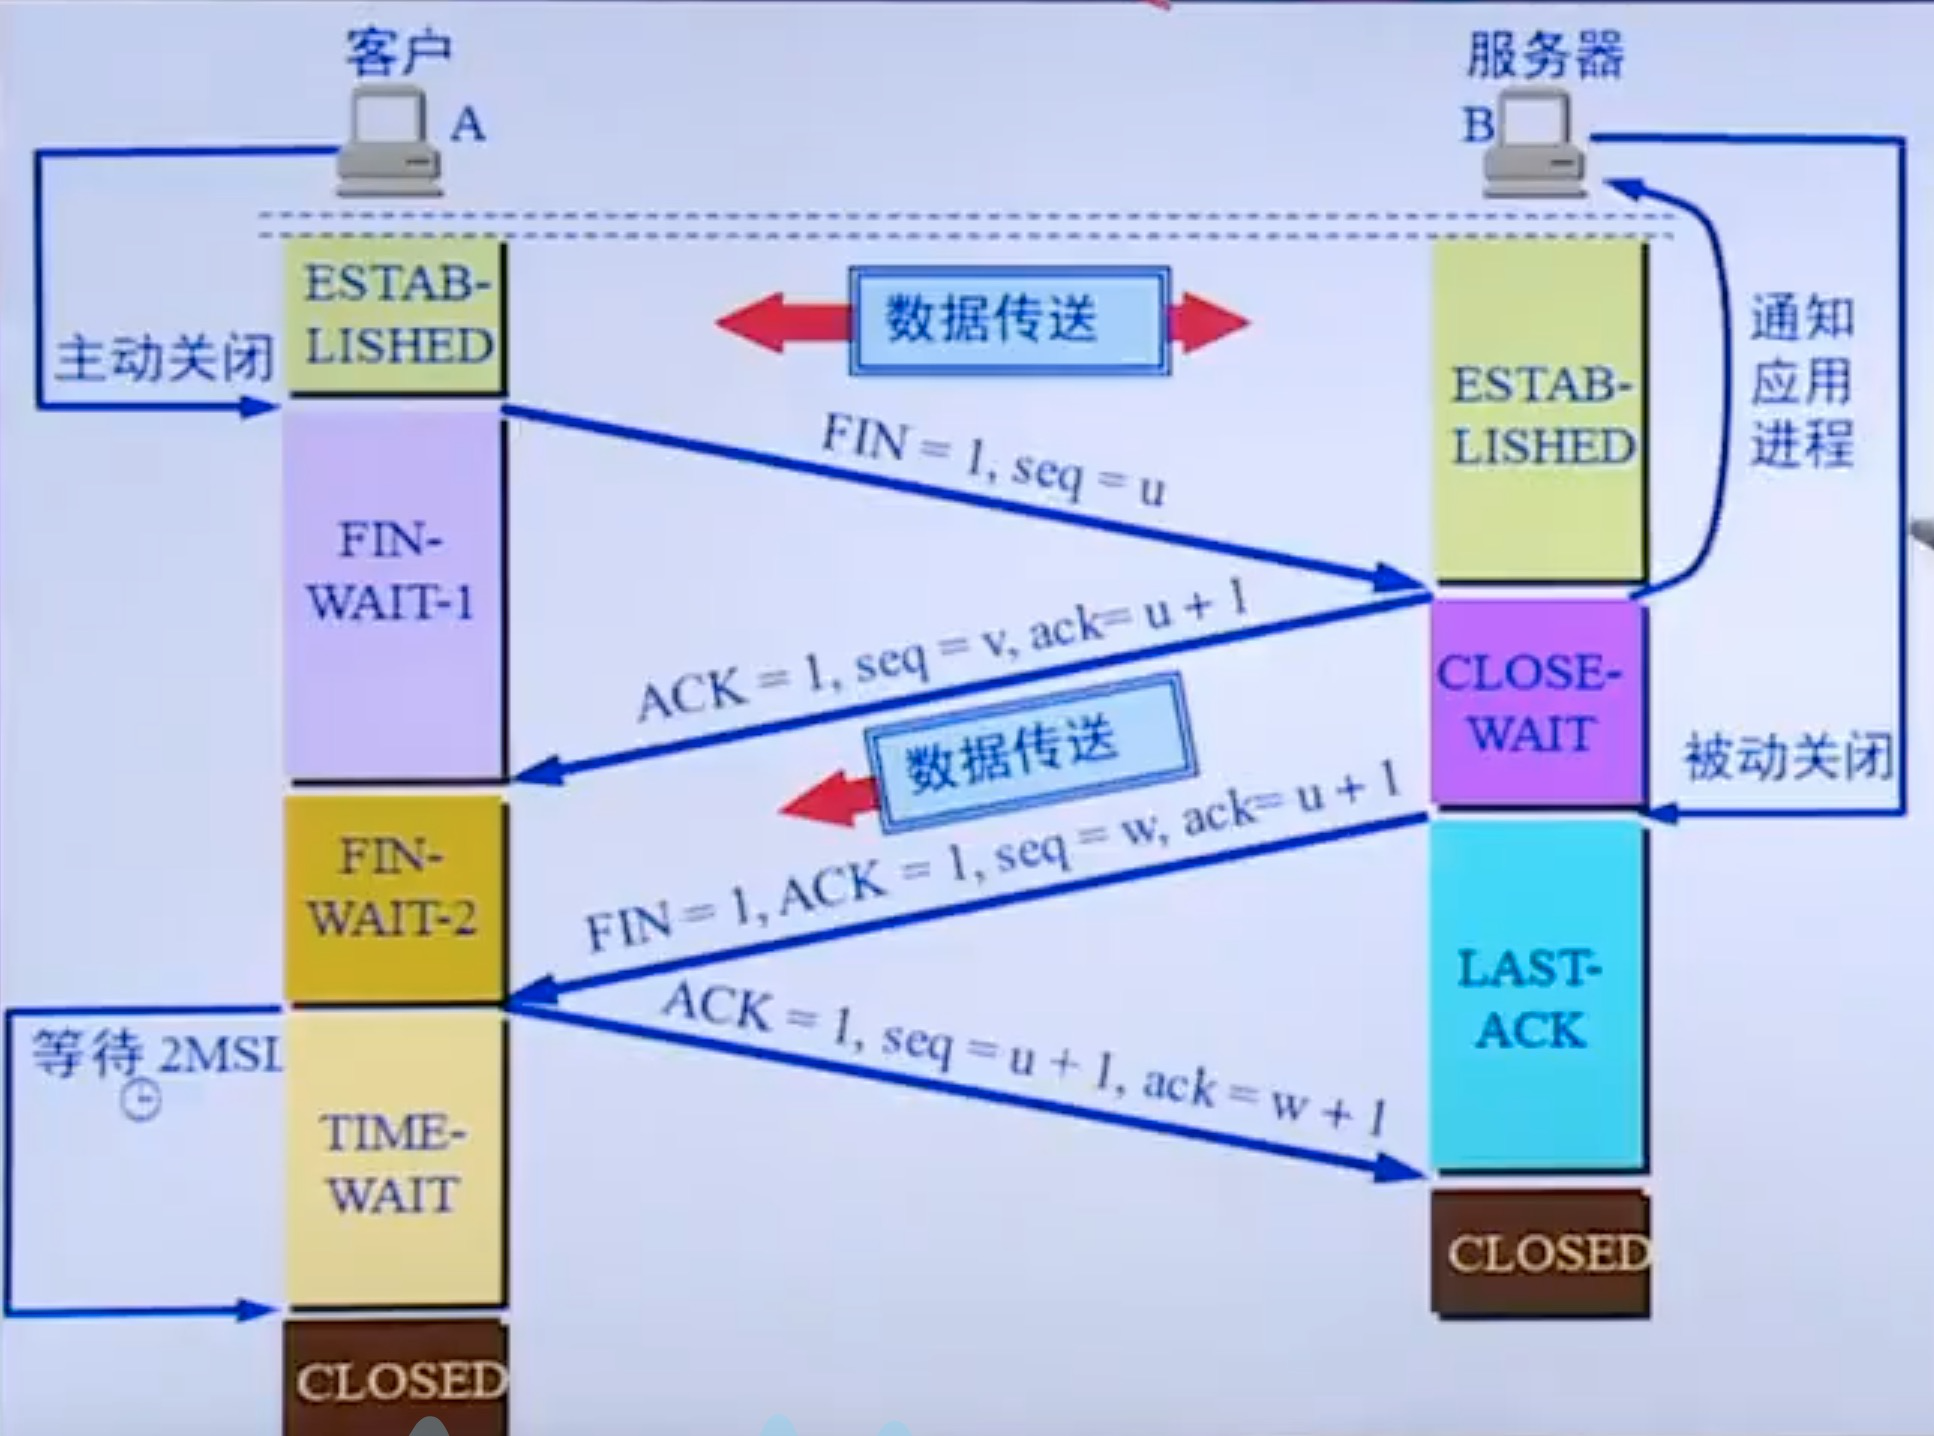 客户
服务器
A
B
ESTAB-
LISHED
数据传送
主动关闭
ESTAB-
LISHED
通知
应用
进程
FIN = 1, seq = u
FIN-
WAIT-1
ACK = 1, seq = v, ack= u + 1
CLOSE-
WAIT
数据传送
被动关闭
FIN-
WAIT-2
FIN = 1, ACK = 1, seq = w, ack= u + 1
LAST-
ACK
ACK = 1, seq = u + 1, ack = w + 1
等待 2MSL
TIME-
WAIT
CLOSED
CLOSED